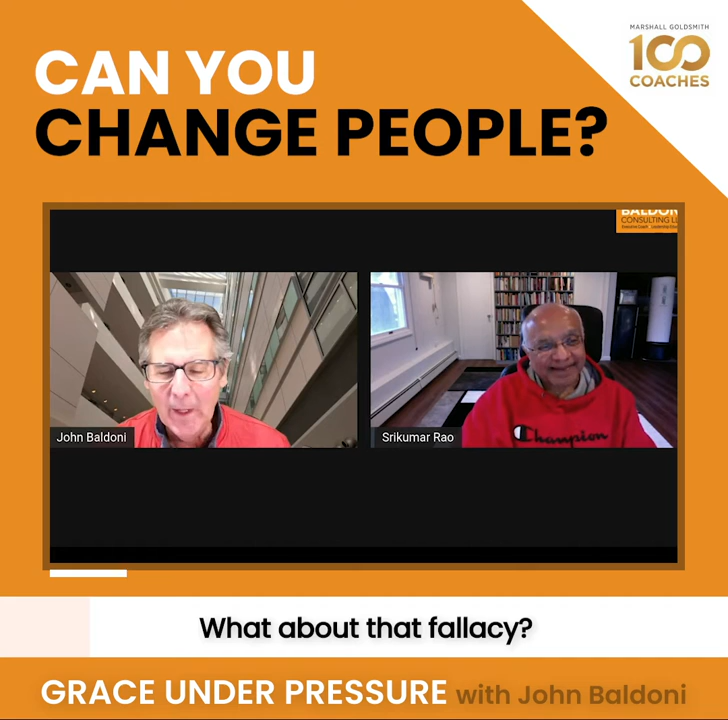 MARSHALL GOLDSMITH
100
COACHES
CAN YOU
CHANGE PEOPLE?
CONSULTING
John Baldoni
Srikumar Rao
Champion
What about that fallacy?
GRACE UNDER PRESSURE with John Baldoni